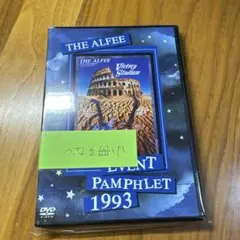 THE ALFEE
THE ALFEE
Victory
Stadium
EVENT
PAMPHLET
1993
DVD